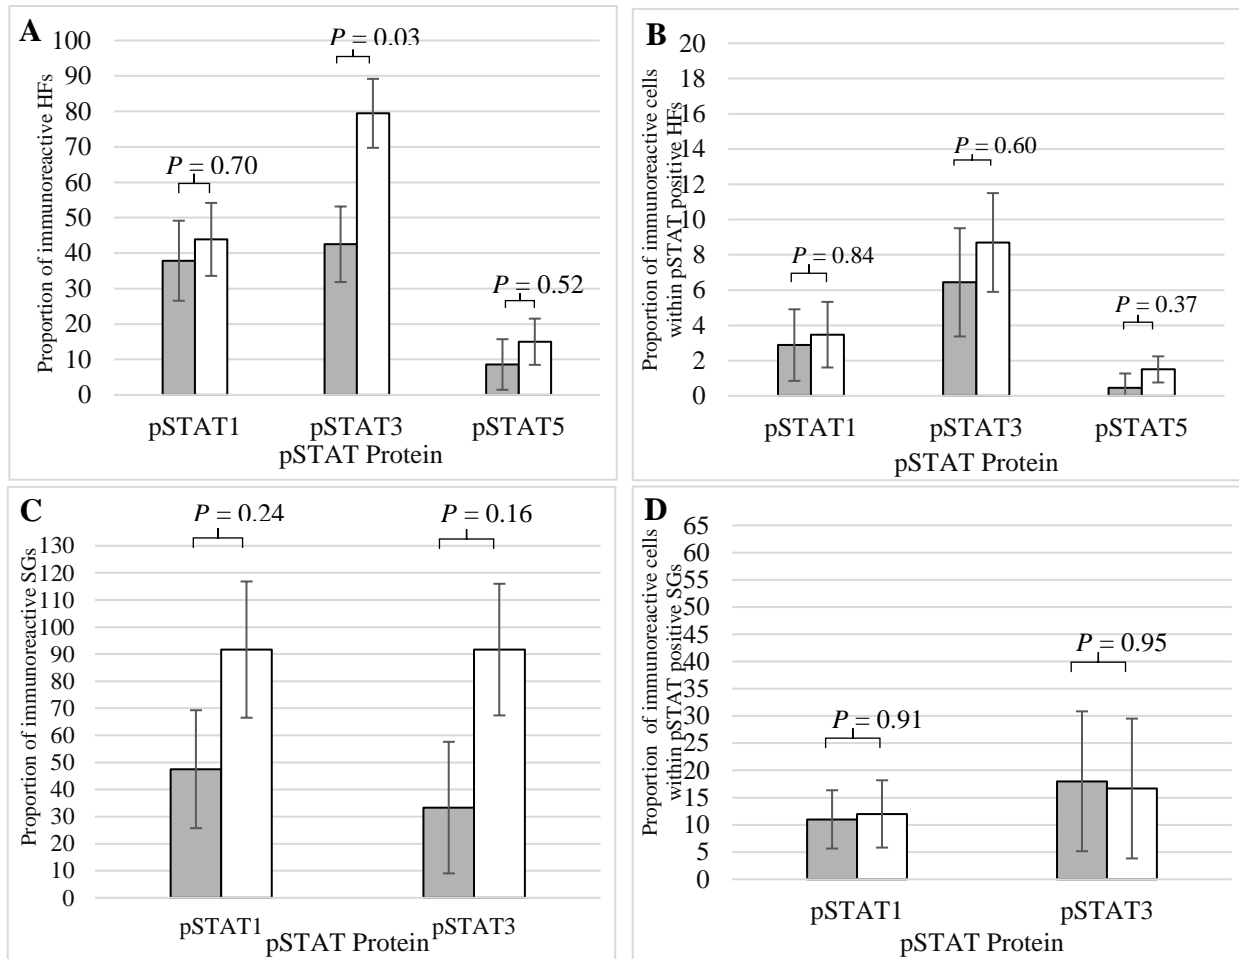 A
Proportion of immunoreactive HFs
100
90
80
70
60
50
40
30
20
10
0
P = 0.70
P = 0.03
P = 0.52
pSTAT1
pSTAT3
pSTAT5
pSTAT Protein
B
Proportion of immunoreactive cells
within pSTAT positive HFs
20
18
16
14
12
10
8
6
4
2
0
P = 0.84
P = 0.60
P = 0.37
pSTAT1
pSTAT3
pSTAT5
pSTAT Protein
C
Proportion of immunoreactive SGs
130
120
110
100
90
80
70
60
50
40
30
20
10
0
P = 0.24
P = 0.16
pSTAT1
pSTAT3
pSTAT Protein
D
Proportion of immunoreactive cells
within pSTAT positive SGs
65
60
55
50
45
40
35
30
25
20
15
10
5
0
P = 0.91
P = 0.95
pSTAT1
pSTAT3
pSTAT Protein